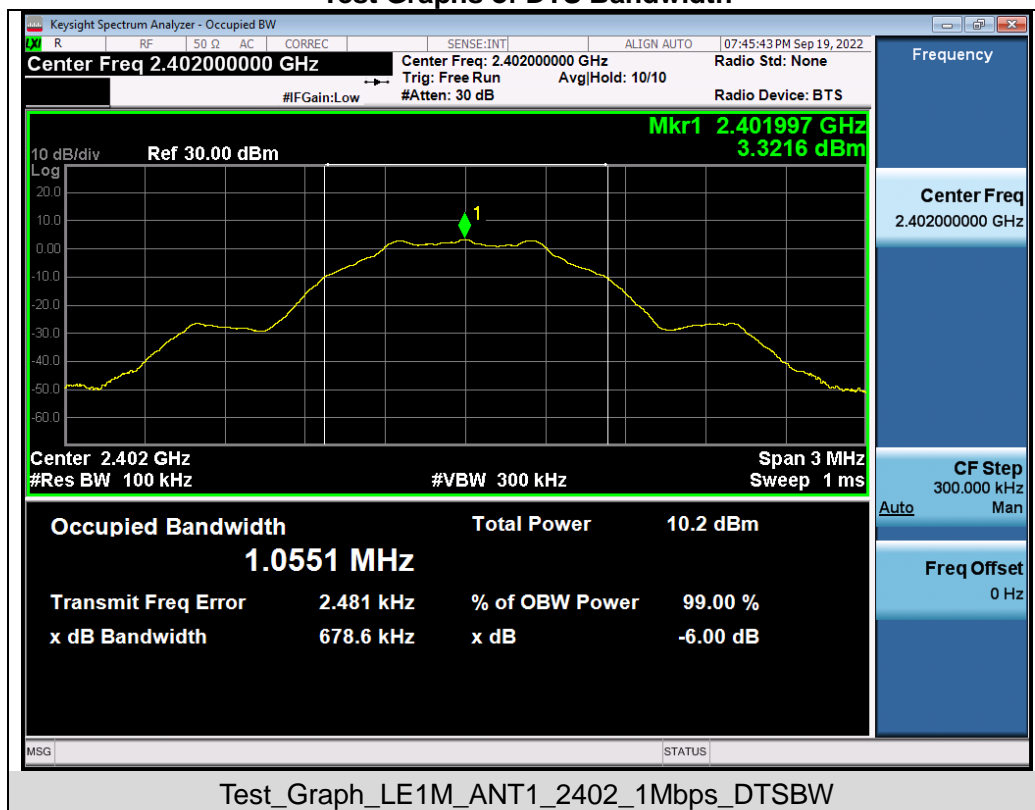 Test Graphs of DTS Bandwidth
Keysight Spectrum Analyzer - Occupied BW
LXI R RF 50 Ω AC CORREC SENSE:INT ALIGN AUTO 07:45:43 PM Sep 19, 2022
Center Freq 2.402000000 GHz
Center Freq: 2.402000000 GHz
Radio Std: None
Trig: Free Run Avg|Hold: 10/10
#IFGain:Low
#Atten: 30 dB
Radio Device: BTS
Mkr1 2.401997 GHz
3.3216 dBm
10 dB/div Ref 30.00 dBm
Log
20.0
10.0
0.00
-10.0
-20.0
-30.0
-40.0
-50.0
-60.0
1
Center 2.402 GHz Span 3 MHz
#Res BW 100 kHz #VBW 300 kHz Sweep 1 ms
Occupied Bandwidth Total Power 10.2 dBm
1.0551 MHz
Transmit Freq Error 2.481 kHz % of OBW Power 99.00 %
x dB Bandwidth 678.6 kHz x dB -6.00 dB
MSG STATUS
Frequency
Center Freq
2.402000000 GHz
CF Step
300.000 kHz
Auto Man
Freq Offset
0 Hz
Test_Graph_LE1M_ANT1_2402_1Mbps_DTSBW